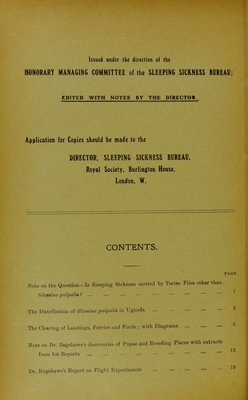 Issued under the direction of the
HONORARY MANAGING COMMITTEE of the SLEEPING SICKNESS BUREAU;
EDITED WITH NOTES BY THE DIRECTOR
Application for Copies should be made to the
DIRECTOR, SLEEPING SICKNESS BUREAU,
Royal Society, Burlington House,
London, W.
CONTENTS.
PAGE
Note on the Question—Is Sleeping Sickness carried by Tsetse Flies other than
Glossina palpalis? ... 1
The Distribution of Glossina palpalis in Uganda ... 3
The Clearing of Landings, Ferries and Fords; with Diagrams ... 6
Note on Dr. Bagshawe's discoveries of Pupae and Breeding Places with extracts
from his Reports ... 13
Dr. Bagshawe's Report on Flight Experiments ... 19